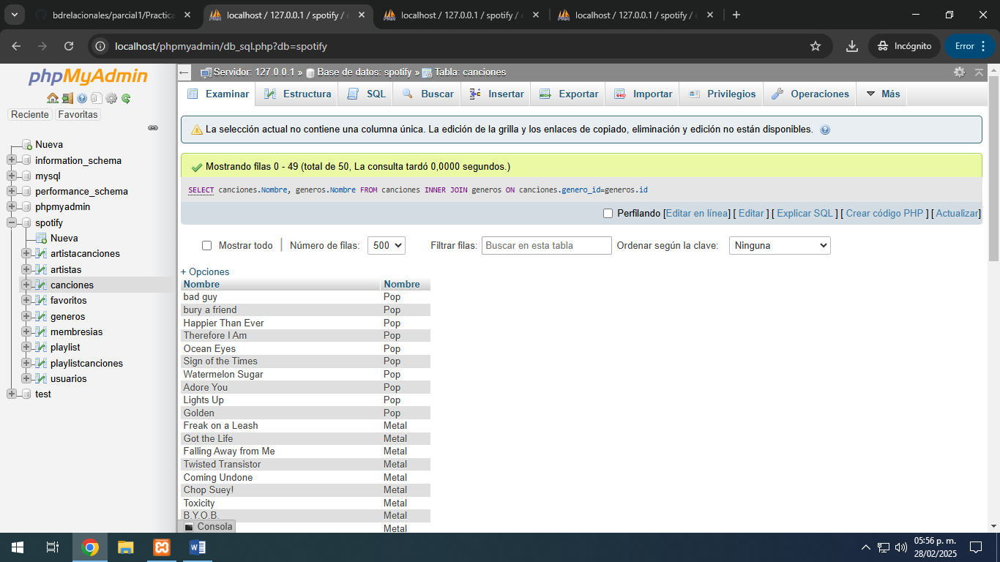 bdrelacionales/parcial1/Practica
localhost / 127.0.0.1 / spotify /
localhost / 127.0.0.1 / spotify /
localhost / 127.0.0.1 / spotify /
localhost/phpmyadmin/db_sql.php?db=spotify
Incógnito
Error
phpMyAdmin
Reciente
Favoritas
Nueva
information_schema
mysql
performance_schema
phpmyadmin
spotify
Nueva
artistacanciones
artistas
canciones
favoritos
generos
membresias
playlist
playlistcanciones
usuarios
test
Servidor: 127.0.0.1 » Base de datos: spotify » Tabla: canciones
Examinar Estructura SQL Buscar Insertar Exportar Importar Privilegios Operaciones Más
La selección actual no contiene una columna única. La edición de la grilla y los enlaces de copiado, eliminación y edición no están disponibles.
Mostrando filas 0 - 49 (total de 50, La consulta tardó 0,0000 segundos.)
SELECT canciones.Nombre, generos.Nombre FROM canciones INNER JOIN generos ON canciones.genero_id=generos.id
Perfilando [Editar en línea] [ Editar ] [ Explicar SQL ] [ Crear código PHP ] [ Actualizar]
Mostrar todo | Número de filas: 500 Filtrar filas: Buscar en esta tabla Ordenar según la clave: Ninguna
+ Opciones
Nombre Nombre
bad guy Pop
bury a friend Pop
Happier Than Ever Pop
Therefore I Am Pop
Ocean Eyes Pop
Sign of the Times Pop
Watermelon Sugar Pop
Adore You Pop
Lights Up Pop
Golden Pop
Freak on a Leash Metal
Got the Life Metal
Falling Away from Me Metal
Twisted Transistor Metal
Coming Undone Metal
Chop Suey! Metal
Toxicity Metal
B.Y.O.B. Metal
Metal
Consola
05:56 p. m.
28/02/2025